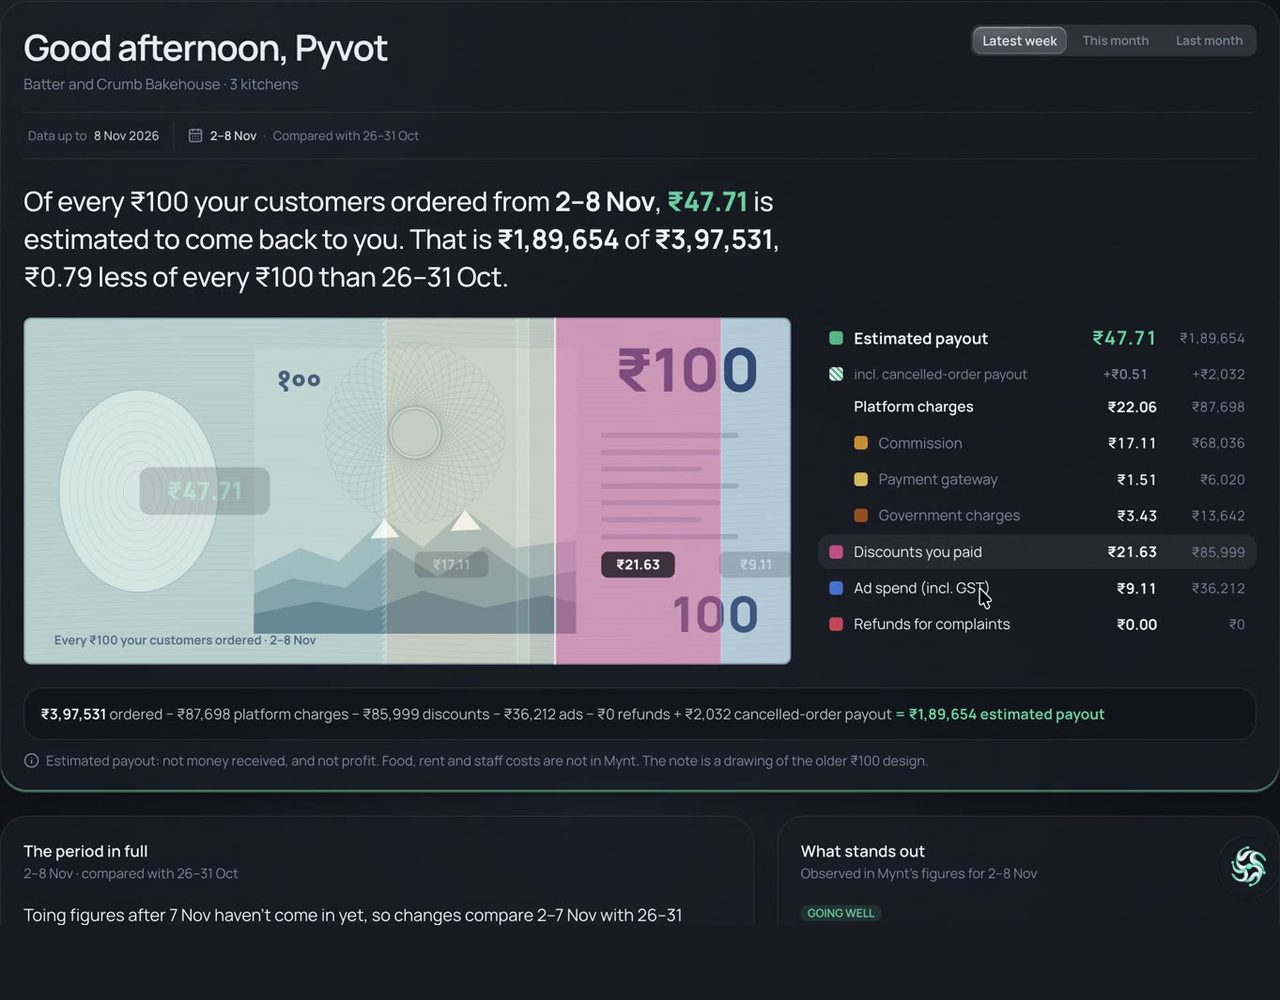 Good afternoon, Pyvot
Batter and Crumb Bakehouse · 3 kitchens
Latest week This month Last month
Data up to 8 Nov 2026 2–8 Nov · Compared with 26–31 Oct
Of every ₹100 your customers ordered from 2–8 Nov, ₹47.71 is
estimated to come back to you. That is ₹1,89,654 of ₹3,97,531,
₹0.79 less of every ₹100 than 26–31 Oct.
१००
₹100
₹47.71
₹17.11
₹21.63
₹9.11
100
Every ₹100 your customers ordered · 2–8 Nov
Estimated payout ₹47.71 ₹1,89,654
incl. cancelled-order payout +₹0.51 +₹2,032
Platform charges ₹22.06 ₹87,698
Commission ₹17.11 ₹68,036
Payment gateway ₹1.51 ₹6,020
Government charges ₹3.43 ₹13,642
Discounts you paid ₹21.63 ₹85,999
Ad spend (incl. GST) ₹9.11 ₹36,212
Refunds for complaints ₹0.00 ₹0
₹3,97,531 ordered – ₹87,698 platform charges – ₹85,999 discounts – ₹36,212 ads – ₹0 refunds + ₹2,032 cancelled-order payout = ₹1,89,654 estimated payout
Estimated payout: not money received, and not profit. Food, rent and staff costs are not in Mynt. The note is a drawing of the older ₹100 design.
The period in full
2–8 Nov · compared with 26–31 Oct
Toing figures after 7 Nov haven't come in yet, so changes compare 2–7 Nov with 26–31
What stands out
Observed in Mynt's figures for 2–8 Nov
GOING WELL